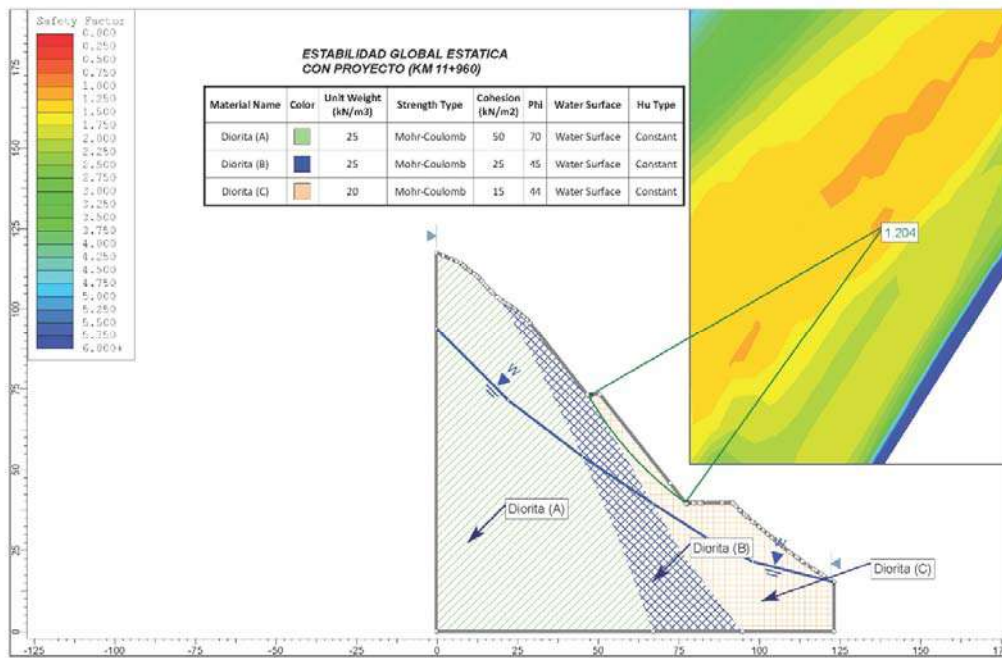 Safety Factor
0.000
0.250
0.500
0.750
1.000
1.250
1.500
1.750
2.000
2.250
2.500
2.750
3.000
3.250
3.500
3.750
4.000
4.250
4.500
4.750
5.000
5.250
5.500
5.750
6.000+
ESTABILIDAD GLOBAL ESTATICA
CON PROYECTO (KM 11+960)
Material Name Color Unit Weight (kN/m3) Strength Type Cohesion (kN/m2) Phi Water Surface Hu Type
Diorita (A) 25 Mohr-Coulomb 50 70 Water Surface Constant
Diorita (B) 25 Mohr-Coulomb 25 45 Water Surface Constant
Diorita (C) 20 Mohr-Coulomb 15 44 Water Surface Constant
1.204
W
W
Diorita (A)
Diorita (B)
Diorita (C)
175
150
125
100
75
50
25
0
-125 -100 -75 -50 -25 0 25 50 75 100 125 150